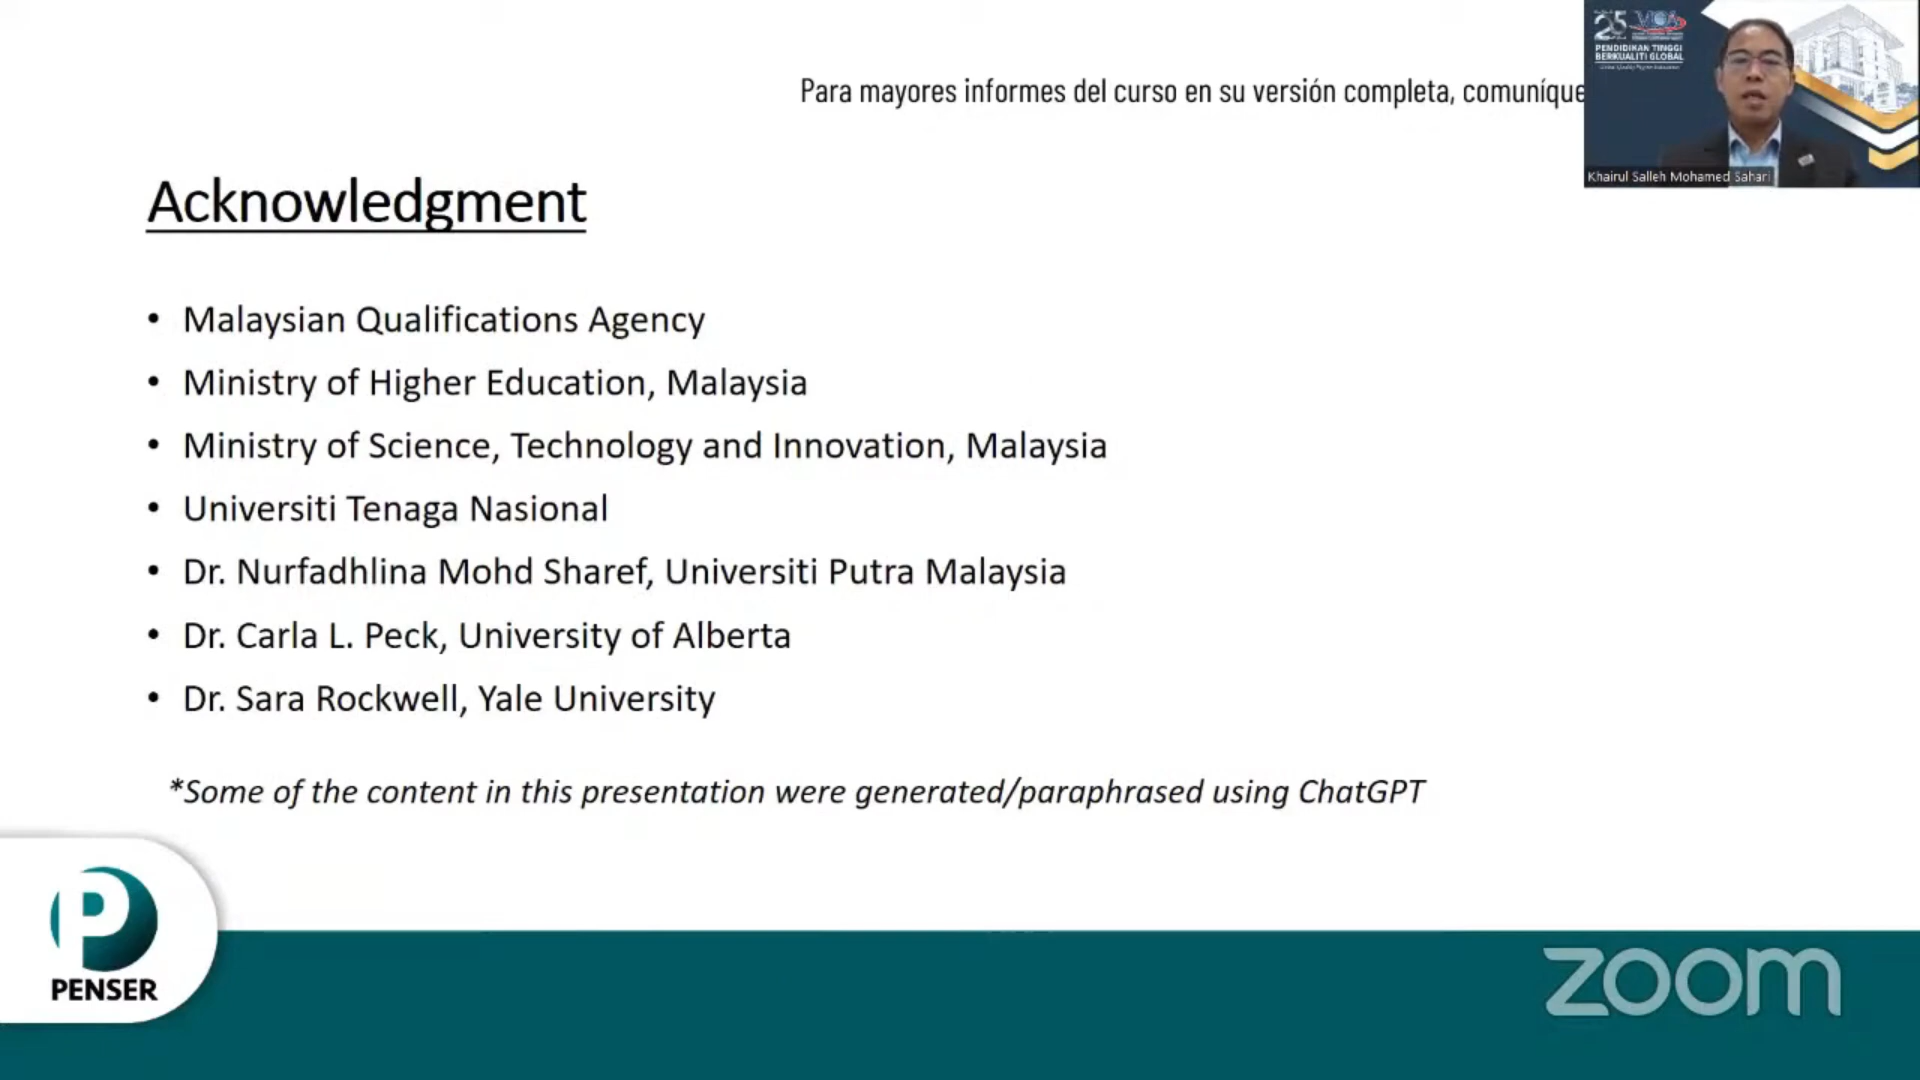 Para mayores informes del curso en su versión completa, comuníque
25 MQA
PENDIDIKAN TINGGI
BERKUALITI GLOBAL
Khairul Salleh Mohamed Sahari
Acknowledgment
• Malaysian Qualifications Agency
• Ministry of Higher Education, Malaysia
• Ministry of Science, Technology and Innovation, Malaysia
• Universiti Tenaga Nasional
• Dr. Nurfadhlina Mohd Sharef, Universiti Putra Malaysia
• Dr. Carla L. Peck, University of Alberta
• Dr. Sara Rockwell, Yale University
*Some of the content in this presentation were generated/paraphrased using ChatGPT
P
PENSER
zoom